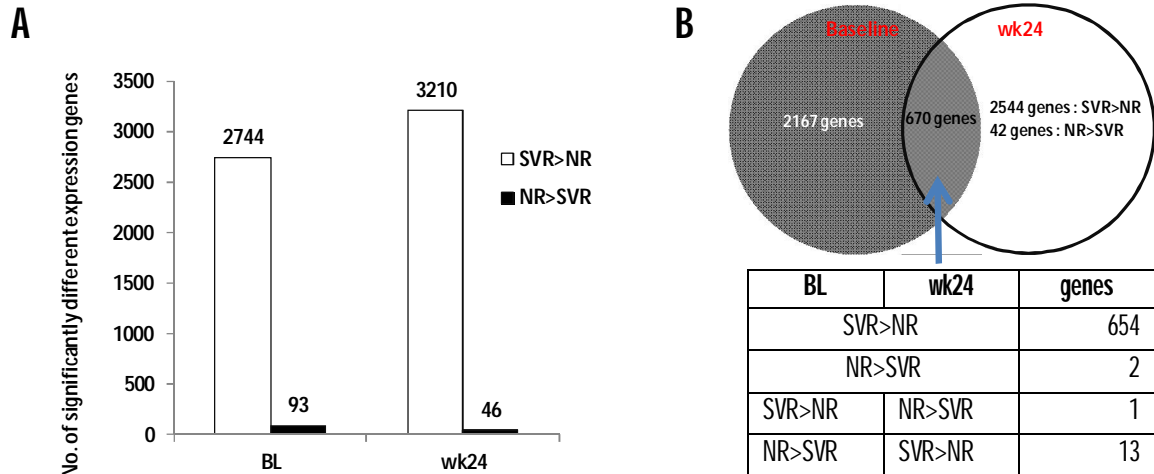 A
No. of significantly different expression genes
3500
3000
2500
2000
1500
1000
500
0
2744
93
3210
46
BL
wk24
SVR>NR
NR>SVR
B
Baseline
wk24
2167 genes
670 genes
2544 genes : SVR>NR
42 genes : NR>SVR
BL wk24 genes
SVR>NR 654
NR>SVR 2
SVR>NR NR>SVR 1
NR>SVR SVR>NR 13